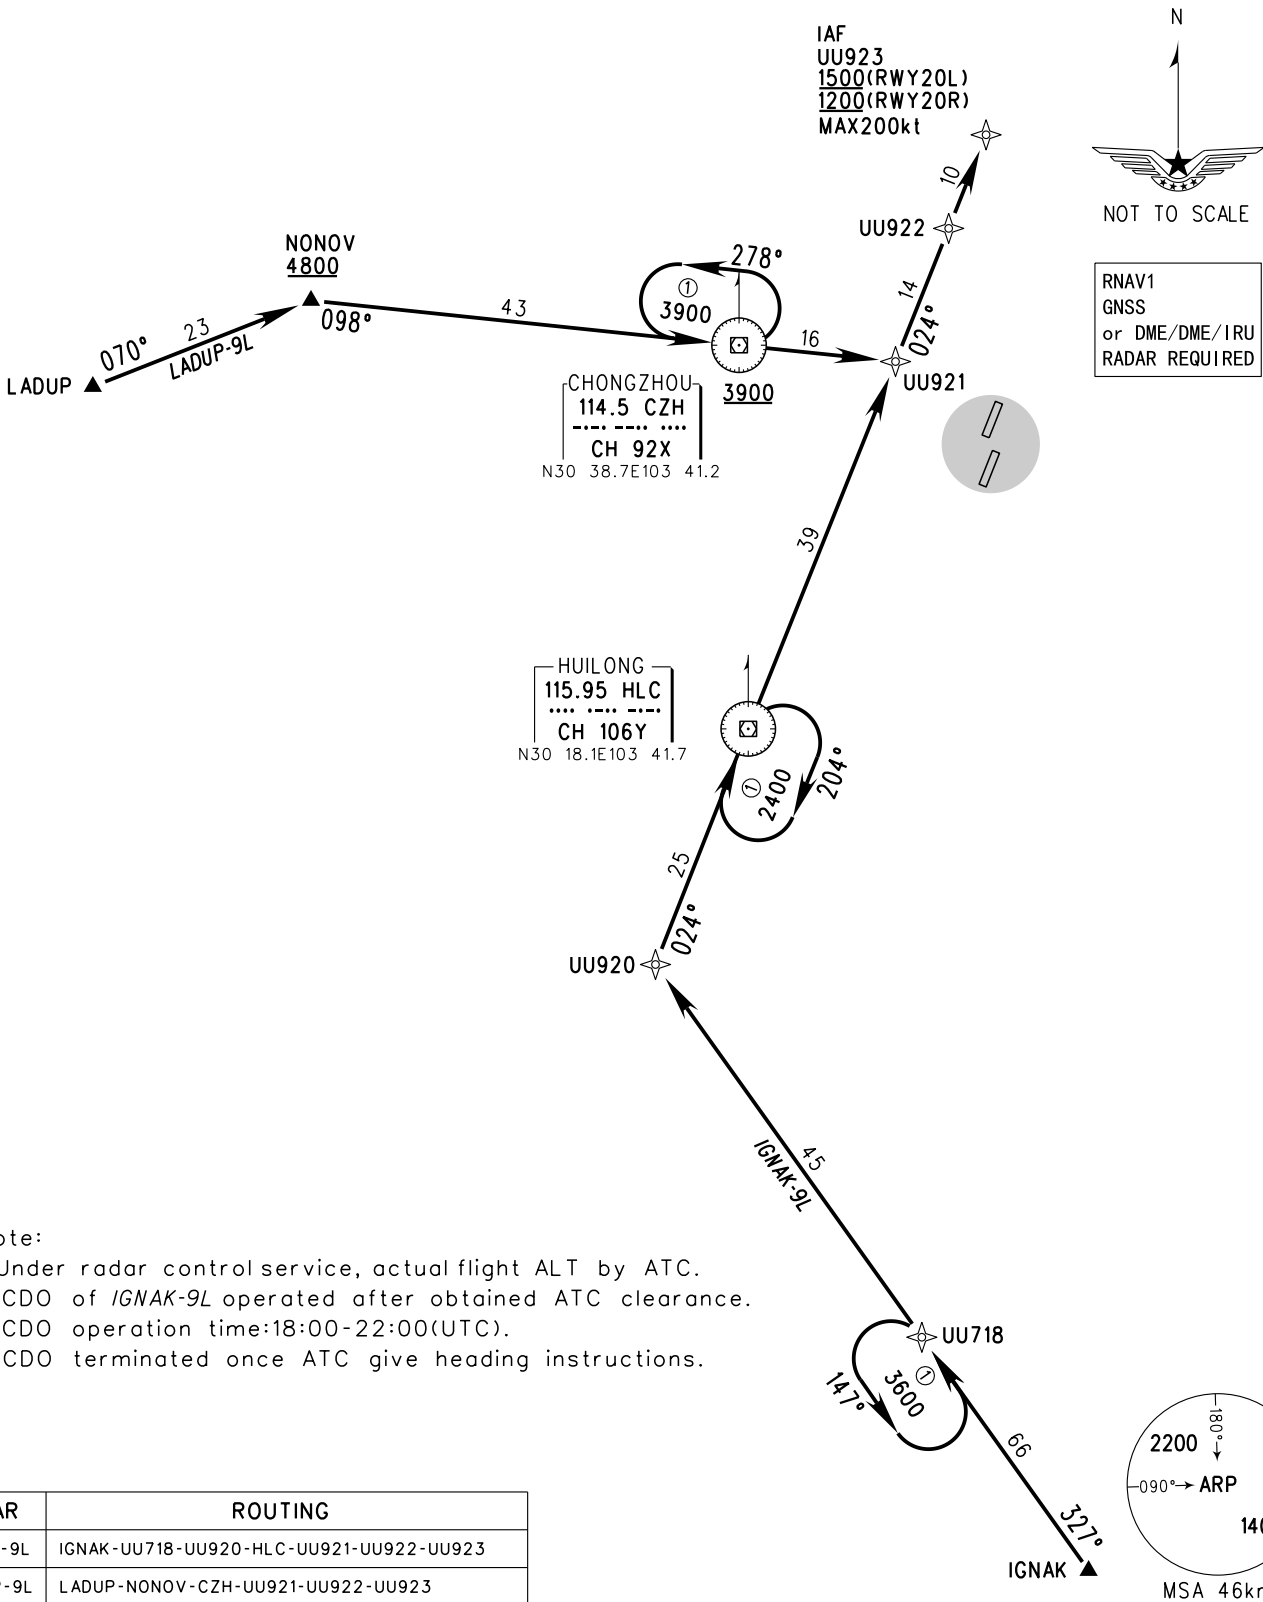 N
NOT TO SCALE
RNAV1
GNSS
or DME/DME/IRU
RADAR REQUIRED
IAF
UU923
1500(RWY20L)
1200(RWY20R)
MAX200kt
10
UU922
14
024°
UU921
NONOV
4800
098°
43
278°
①
3900
16
3900
070°
23
LADUP-9L
LADUP
CHONGZHOU
114.5 CZH
-·-· --·· ····
CH 92X
N30 38.7E103 41.2
39
HUILONG
115.95 HLC
···· ·-·· -·-·
CH 106Y
N30 18.1E103 41.7
①
2400
204°
25
024°
UU920
45
IGNAK-9L
UU718
①
3600
147°
66
327°
IGNAK
ote:
Under radar control service, actual flight ALT by ATC.
CDO of IGNAK-9L operated after obtained ATC clearance.
CDO operation time:18:00-22:00(UTC).
CDO terminated once ATC give heading instructions.
AR ROUTING
-9L IGNAK-UU718-UU920-HLC-UU921-UU922-UU923
P-9L LADUP-NONOV-CZH-UU921-UU922-UU923
180°
2200
090° ARP
MSA 46k